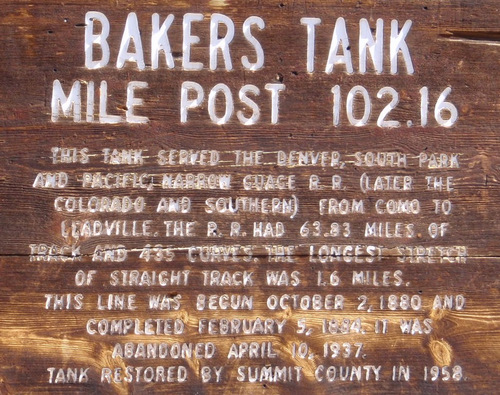 BAKERS TANK
MILE POST 102.16
THIS TANK SERVED THE DENVER, SOUTH PARK
AND PACIFIC, NARROW GUAGE R. R. (LATER THE
COLORADO AND SOUTHERN) FROM COMO TO
LEADVILLE. THE R. R. HAD 63.83 MILES. OF
TRACK AND 435 CURVES. THE LONGEST STRETCH
OF STRAIGHT TRACK WAS 1.6 MILES.
THIS LINE WAS BEGUN OCTOBER 2, 1880 AND
COMPLETED FEBRUARY 5, 1884. IT WAS
ABANDONED APRIL 10, 1937.
TANK RESTORED BY SUMMIT COUNTY IN 1958.